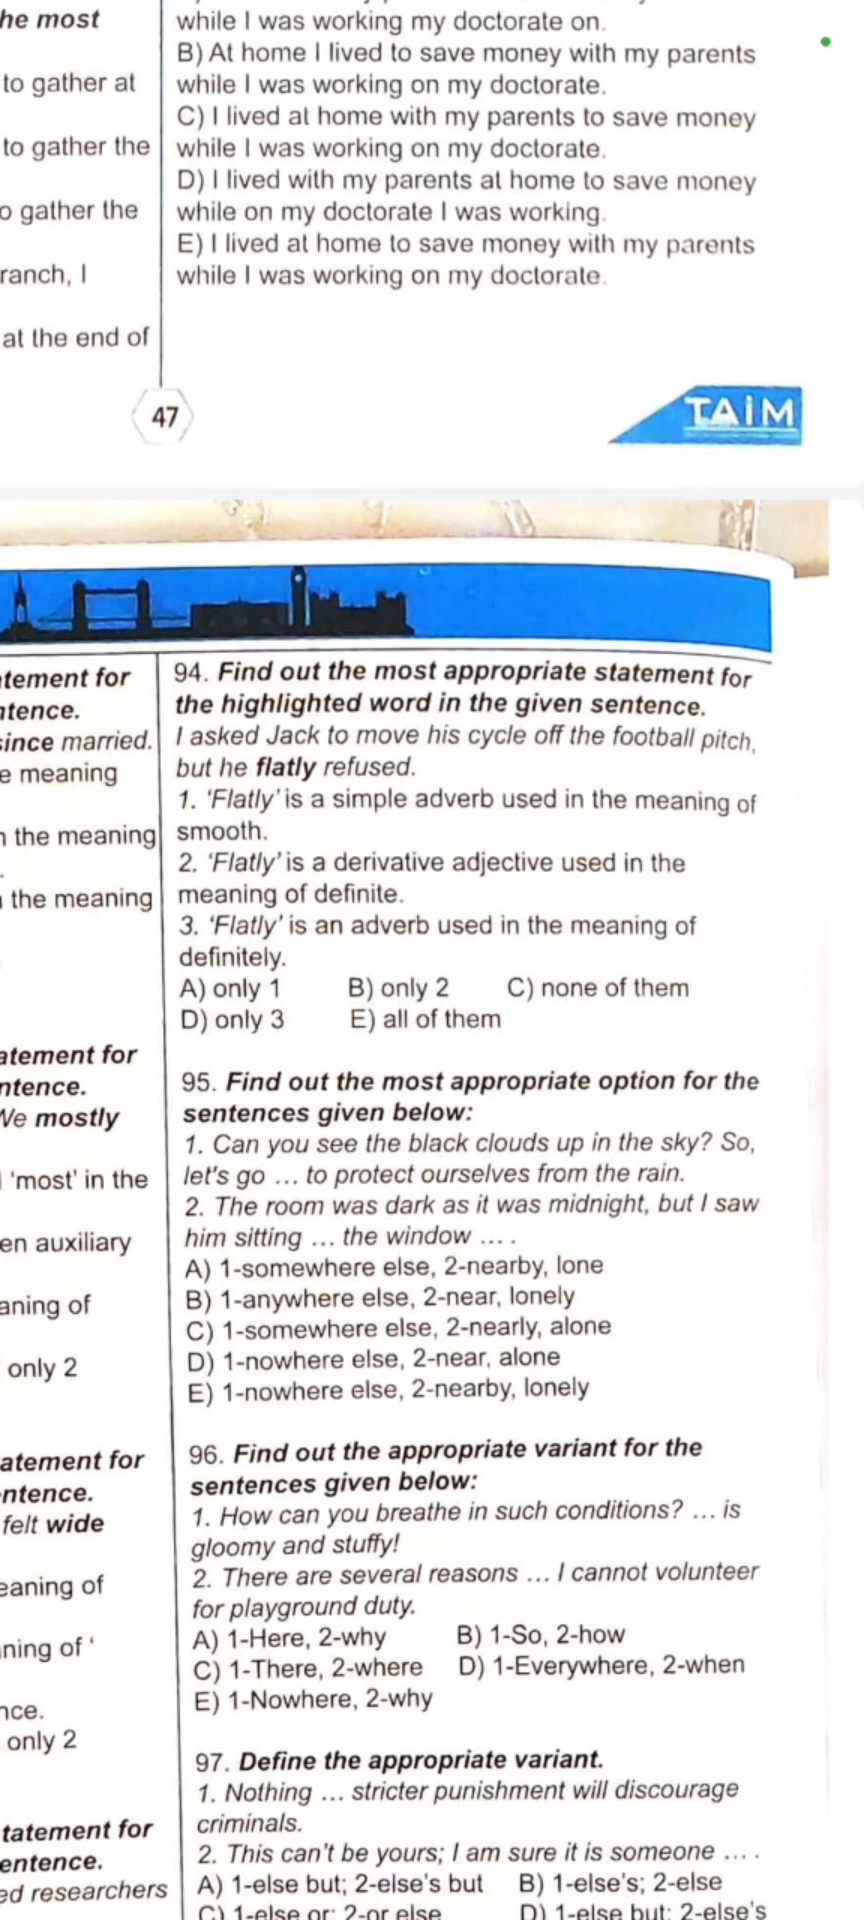 he most
to gather at
to gather the
o gather the
ranch, I
at the end of
while I was working my doctorate on.
B) At home I lived to save money with my parents
while I was working on my doctorate.
C) I lived at home with my parents to save money
while I was working on my doctorate.
D) I lived with my parents at home to save money
while on my doctorate I was working.
E) I lived at home to save money with my parents
while I was working on my doctorate.
47
TAİM
tement for
tence.
since married.
e meaning
n the meaning
.
the meaning
atement for
ntence.
We mostly
'most' in the
en auxiliary
aning of
only 2
atement for
ntence.
felt wide
eaning of
ning of '
nce.
only 2
tatement for
entence.
ed researchers
94. Find out the most appropriate statement for
the highlighted word in the given sentence.
I asked Jack to move his cycle off the football pitch,
but he flatly refused.
1. 'Flatly' is a simple adverb used in the meaning of
smooth.
2. 'Flatly' is a derivative adjective used in the
meaning of definite.
3. 'Flatly' is an adverb used in the meaning of
definitely.
A) only 1 B) only 2 C) none of them
D) only 3 E) all of them
95. Find out the most appropriate option for the
sentences given below:
1. Can you see the black clouds up in the sky? So,
let's go ... to protect ourselves from the rain.
2. The room was dark as it was midnight, but I saw
him sitting ... the window ... .
A) 1-somewhere else, 2-nearby, lone
B) 1-anywhere else, 2-near, lonely
C) 1-somewhere else, 2-nearly, alone
D) 1-nowhere else, 2-near, alone
E) 1-nowhere else, 2-nearby, lonely
96. Find out the appropriate variant for the
sentences given below:
1. How can you breathe in such conditions? ... is
gloomy and stuffy!
2. There are several reasons ... I cannot volunteer
for playground duty.
A) 1-Here, 2-why B) 1-So, 2-how
C) 1-There, 2-where D) 1-Everywhere, 2-when
E) 1-Nowhere, 2-why
97. Define the appropriate variant.
1. Nothing ... stricter punishment will discourage
criminals.
2. This can't be yours; I am sure it is someone ... .
A) 1-else but; 2-else's but B) 1-else's; 2-else
C) 1-else or; 2-or else D) 1-else but; 2-else's